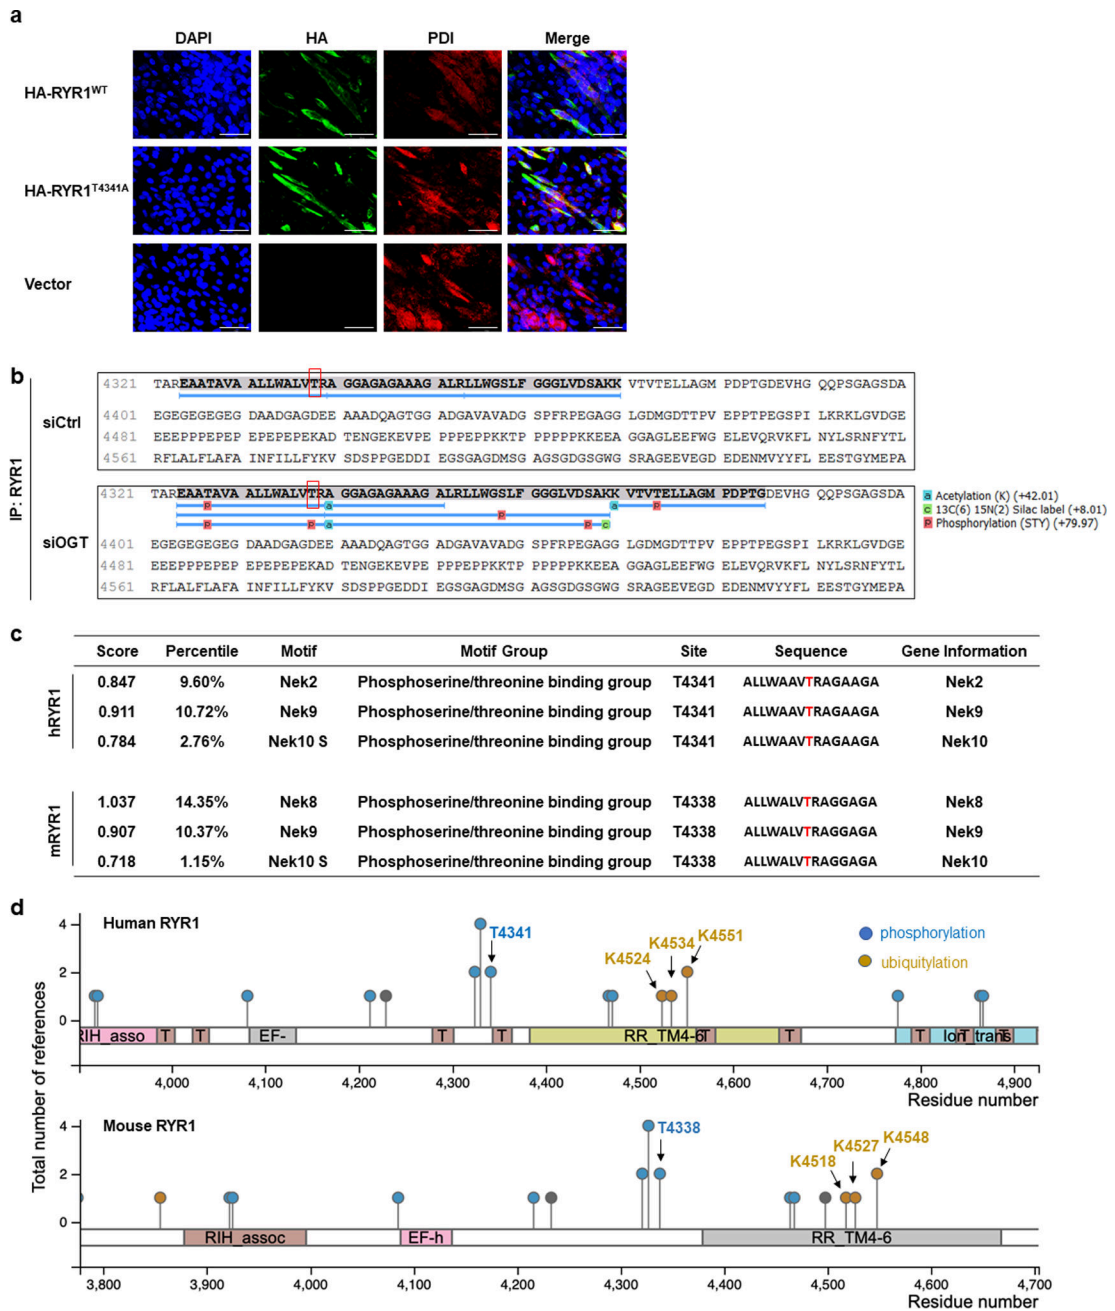 a
DAPI HA PDI Merge
HA-RYR1WT
HA-RYR1T4341A
Vector
b
IP: RYR1
siCtrl
4321 TAREAATAVA ALLWALVTRA GGAGAGAAAG ALRLLWGSLF GGGLVDSAKK VTVTELLAGM PDPTGDEVHG QQPSGAGSDA
4401 EGEGEGEGEG DAADGAGDEE AAADQAGTGG ADGAVAVADG SPFRPEGAGG LGDMGDTTPV EPPTPEGSPI LKRKLGVDGE
4481 EEEPPPEPEP EPEPEPEKAD TENGEKEVPE PPPEPPKKTP PPPPPKKEEA GGAGLEEFWG ELEVQRVKFL NYLSRNFYTL
4561 RFLALFLAFA INFILLFYKV SDSPPGEDDI EGSGAGDMSG AGSGDGSGWG SRAGEEVEGD EDENMVYYFL EESTGYMEPA
siOGT
4321 TAREAATAVA ALLWALVTRA GGAGAGAAAG ALRLLWGSLF GGGLVDSAKK VTVTELLAGM PDPTGDEVHG QQPSGAGSDA
P a a P
P
P P a P c
4401 EGEGEGEGEG DAADGAGDEE AAADQAGTGG ADGAVAVADG SPFRPEGAGG LGDMGDTTPV EPPTPEGSPI LKRKLGVDGE
4481 EEEPPPEPEP EPEPEPEKAD TENGEKEVPE PPPEPPKKTP PPPPPKKEEA GGAGLEEFWG ELEVQRVKFL NYLSRNFYTL
4561 RFLALFLAFA INFILLFYKV SDSPPGEDDI EGSGAGDMSG AGSGDGSGWG SRAGEEVEGD EDENMVYYFL EESTGYMEPA
a Acetylation (K) (+42.01)
c 13C(6) 15N(2) Silac label (+8.01)
P Phosphorylation (STY) (+79.97)
c
Score Percentile Motif Motif Group Site Sequence Gene Information
hRYR1
0.847 9.60% Nek2 Phosphoserine/threonine binding group T4341 ALLWAAVTRAGAAGA Nek2
0.911 10.72% Nek9 Phosphoserine/threonine binding group T4341 ALLWAAVTRAGAAGA Nek9
0.784 2.76% Nek10 S Phosphoserine/threonine binding group T4341 ALLWAAVTRAGAAGA Nek10
mRYR1
1.037 14.35% Nek8 Phosphoserine/threonine binding group T4338 ALLWALVTRAGGAGA Nek8
0.907 10.37% Nek9 Phosphoserine/threonine binding group T4338 ALLWALVTRAGGAGA Nek9
0.718 1.15% Nek10 S Phosphoserine/threonine binding group T4338 ALLWALVTRAGGAGA Nek10
d
Total number of references
Human RYR1
4
2
0
T4341
K4524 K4534 K4551
phosphorylation
ubiquitylation
RIH_asso T T EF- T T RR_TM4-6 T T T Ion_trans T T
4,000 4,100 4,200 4,300 4,400 4,500 4,600 4,700 4,800 4,900
Residue number
Mouse RYR1
4
2
0
T4338
K4518 K4527 K4548
RIH_assoc EF-h RR_TM4-6
3,800 3,900 4,000 4,100 4,200 4,300 4,400 4,500 4,600 4,700
Residue number